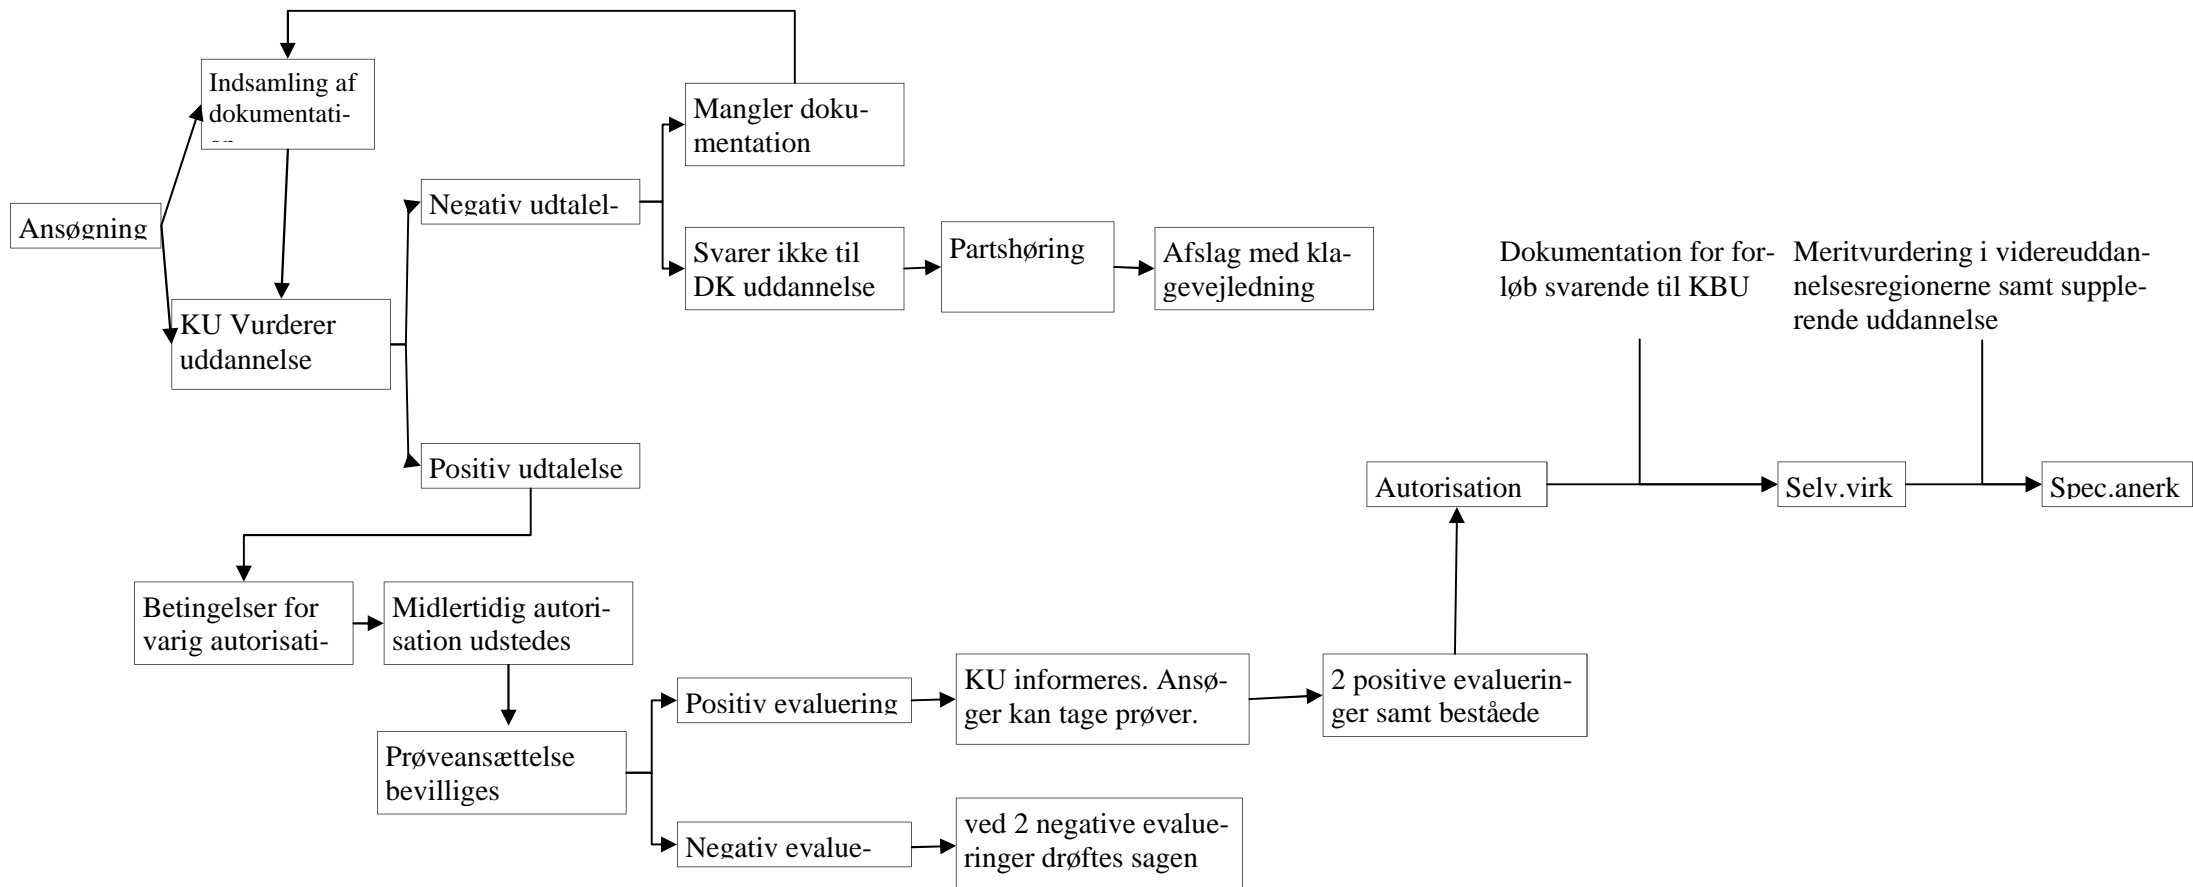 Indsamling af
dokumentati-
Mangler doku-
mentation
Ansøgning
Negativ udtalel-
Svarer ikke til
DK uddannelse
Partshøring
Afslag med kla-
gevejledning
Dokumentation for for-
løb svarende til KBU
Meritvurdering i videreuddan-
nelsesregionerne samt supple-
rende uddannelse
KU Vurderer
uddannelse
Positiv udtalelse
Autorisation
Selv.virk
Spec.anerk
Betingelser for
varig autorisati-
Midlertidig autori-
sation udstedes
Prøveansættelse
bevilliges
Positiv evaluering
KU informeres. Ansø-
ger kan tage prøver.
2 positive evaluerin-
ger samt beståede
Negativ evalue-
ved 2 negative evalue-
ringer drøftes sagen